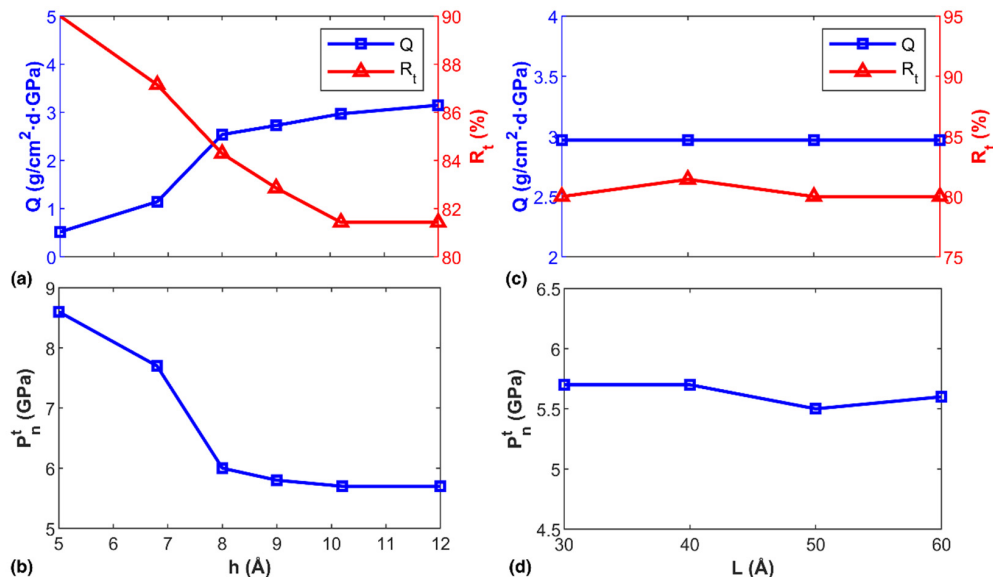 5
4
3
2
1
0
Q (g/cm²·d·GPa)
Q
Rt
90
88
86
84
82
80
Rt (%)
(a)
4
3.5
3
2.5
2
Q (g/cm²·d·GPa)
Q
Rt
95
90
85
80
75
Rt (%)
(c)
9
8
7
6
5
Pnt (GPa)
5 6 7 8 9 10 11 12
(b)
h (Å)
6.5
6
5.5
5
4.5
Pnt (GPa)
30 40 50 60
(d)
L (Å)